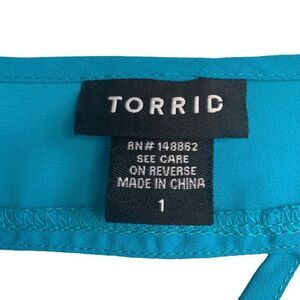 TORRID
RN# 148862
SEE CARE
ON REVERSE
MADE IN CHINA
1